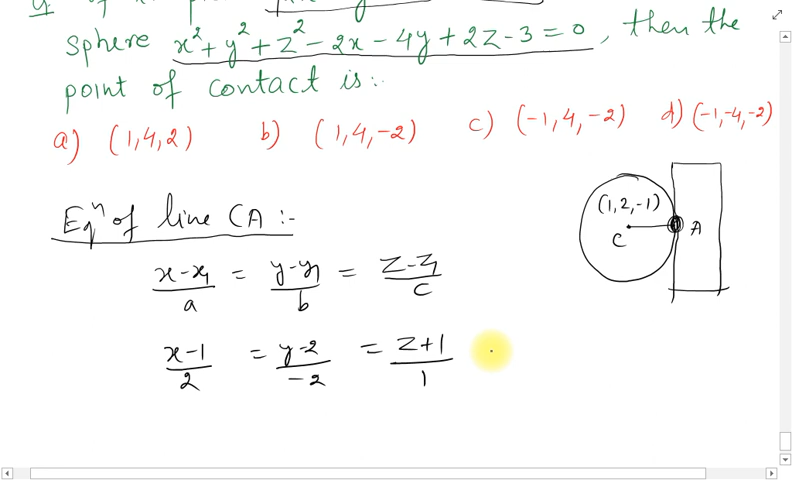 sphere x²+y²+z²-2x-4y+2z-3=0, then the
point of contact is:-
a) (1,4,2) b) (1,4,-2) c) (-1,4,-2) d) (-1,-4,-2)
Eqⁿ of line CA :-
(1,2,-1)
C A
x-x₁/a = y-y₁/b = z-z₁/c
x-1/2 = y-2/-2 = z+1/1